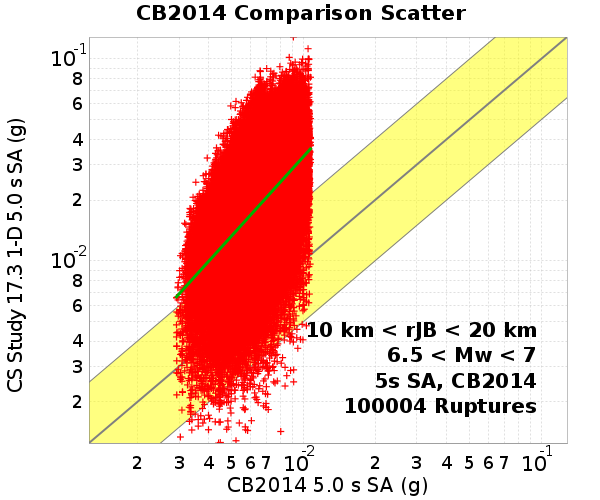 CB2014 Comparison Scatter
CS Study 17.3 1-D 5.0 s SA (g)
10⁻¹
8
6
4
3
2
10⁻²
8
6
4
3
2
10 km < rJB < 20 km
6.5 < Mw < 7
5s SA, CB2014
100004 Ruptures
2 3 4 5 6 7 10⁻² 2 3 4 5 6 7 10⁻¹
CB2014 5.0 s SA (g)